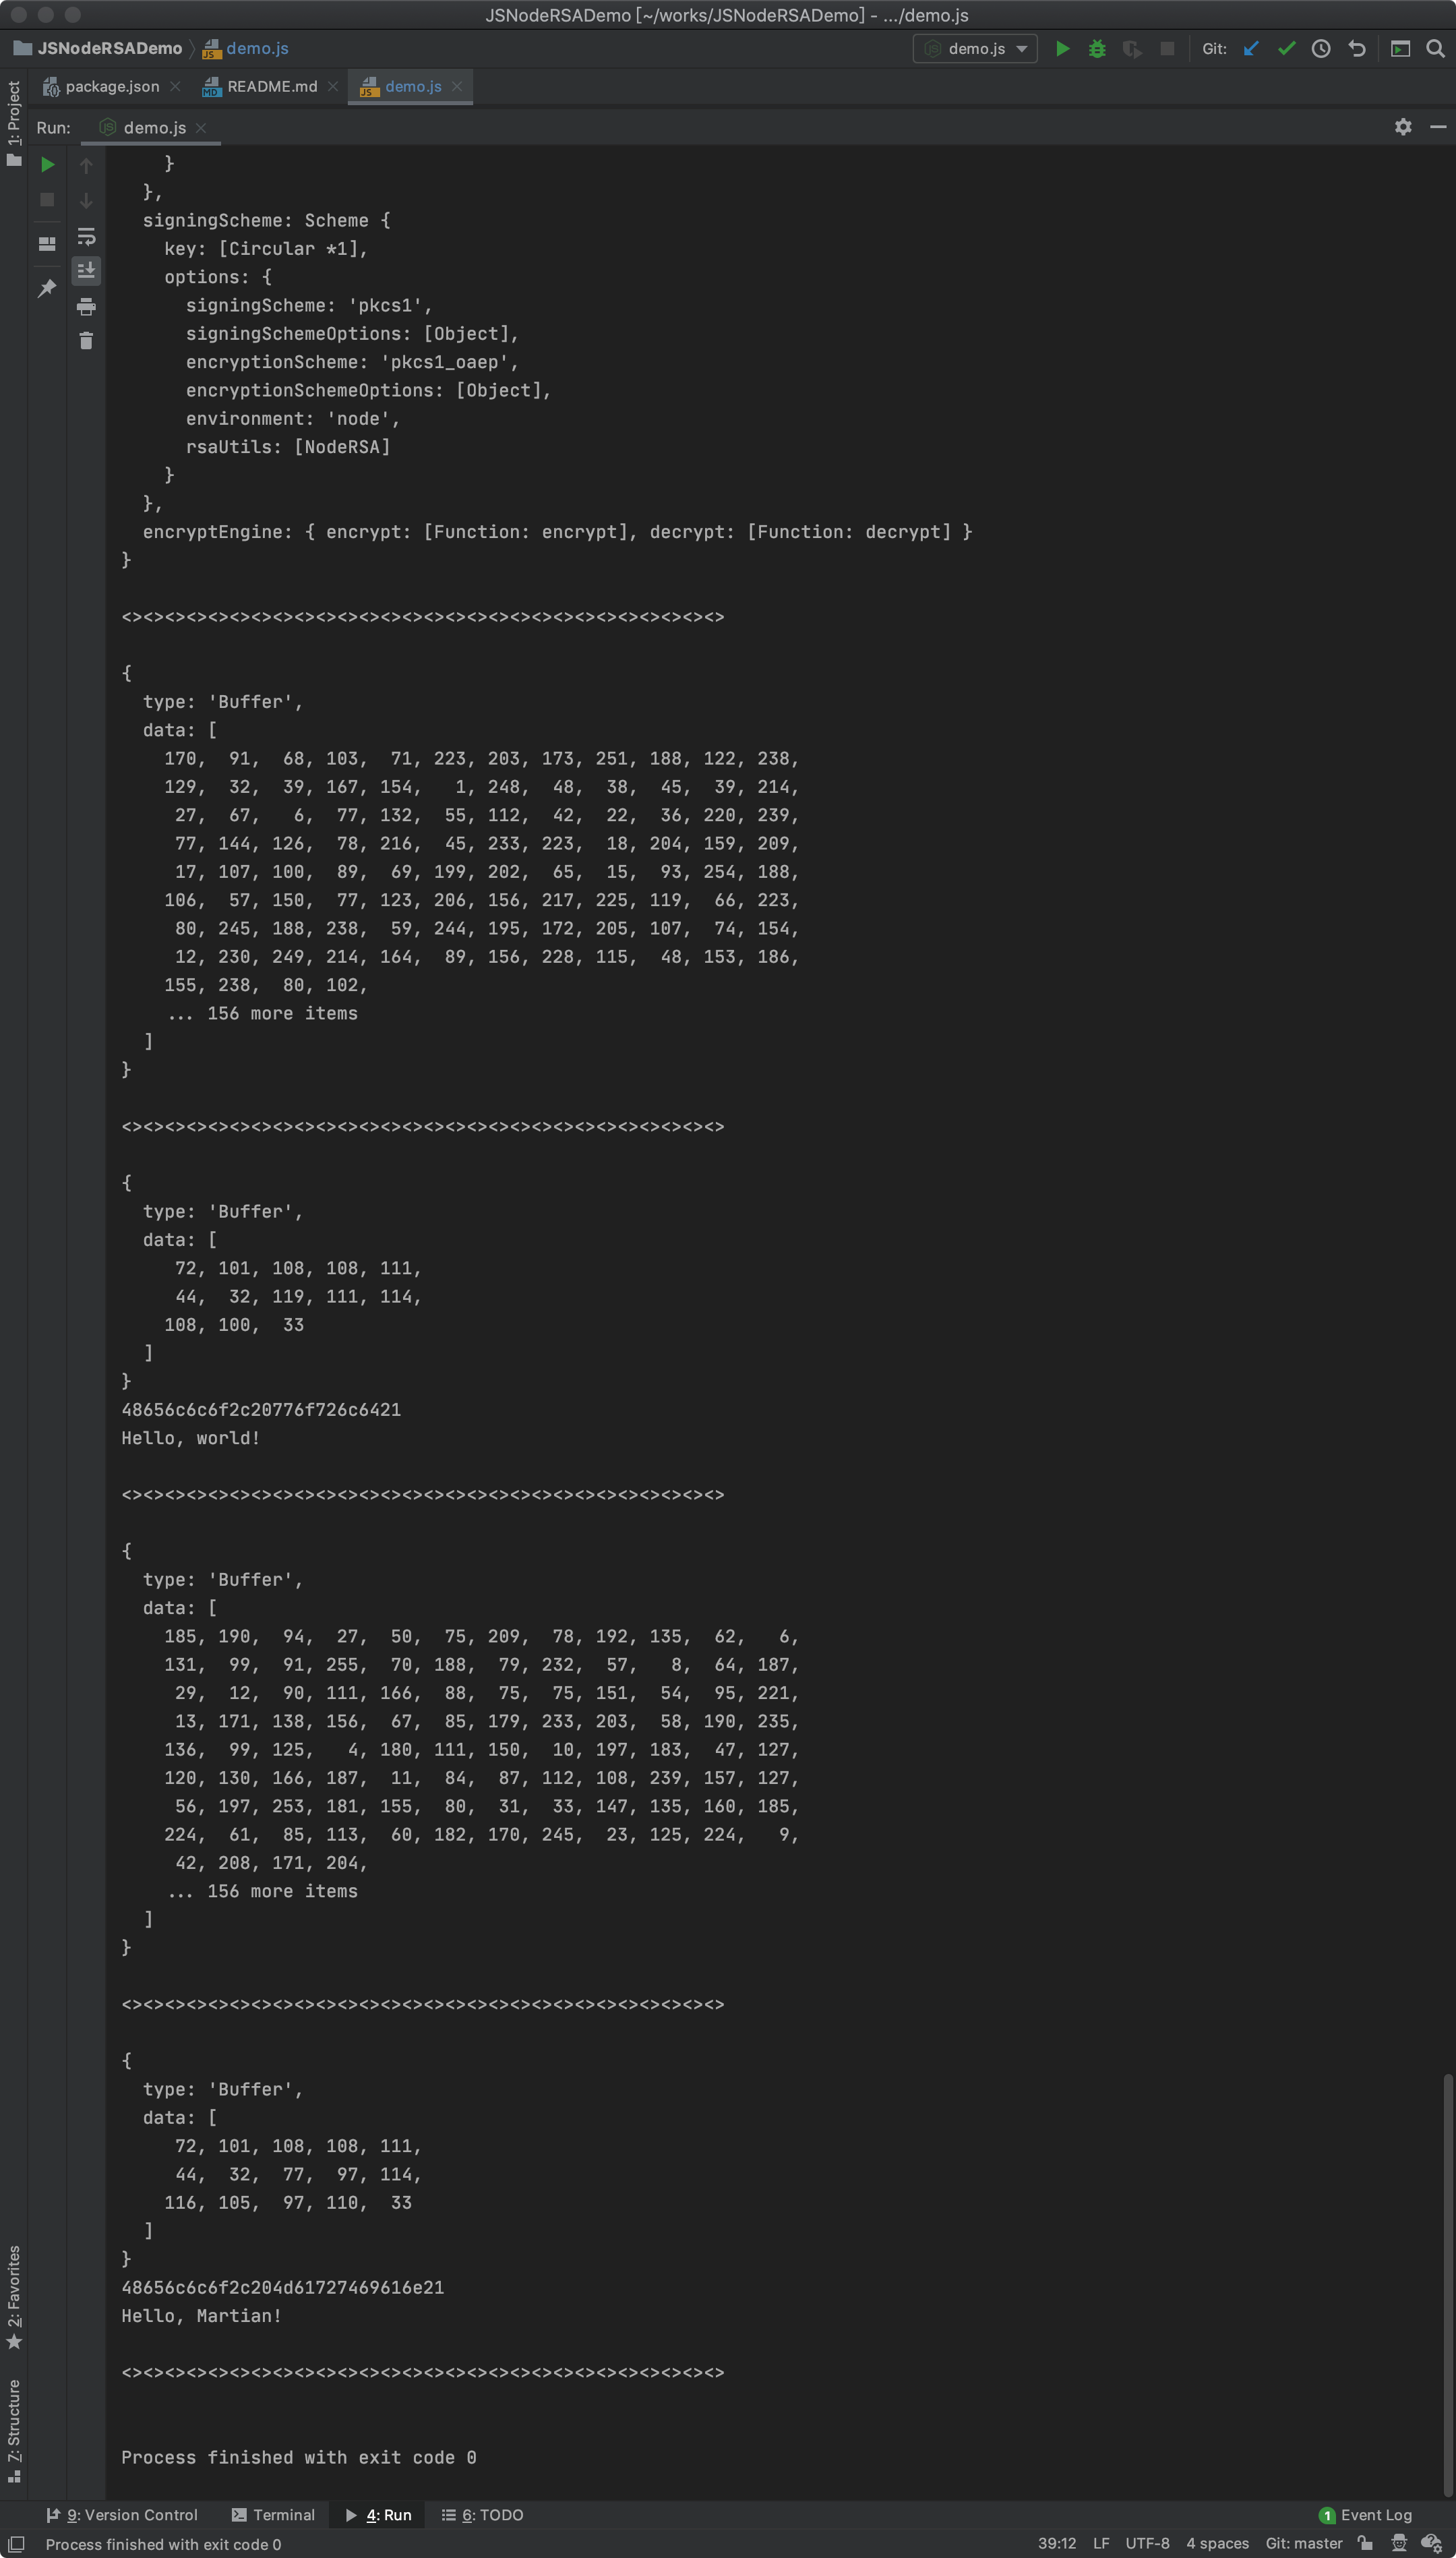 JSNodeRSADemo [~/works/JSNodeRSADemo] - .../demo.js
JSNodeRSADemo demo.js demo.js Git:
package.json README.md demo.js
1: Project
Run: demo.js
    }
  },
  signingScheme: Scheme {
    key: [Circular *1],
    options: {
      signingScheme: 'pkcs1',
      signingSchemeOptions: [Object],
      encryptionScheme: 'pkcs1_oaep',
      encryptionSchemeOptions: [Object],
      environment: 'node',
      rsaUtils: [NodeRSA]
    }
  },
  encryptEngine: { encrypt: [Function: encrypt], decrypt: [Function: decrypt] }
}
<><><><><><><><><><><><><><><><><><><><><><><><><><><><>
{
  type: 'Buffer',
  data: [
    170,  91,  68, 103,  71, 223, 203, 173, 251, 188, 122, 238,
    129,  32,  39, 167, 154,   1, 248,  48,  38,  45,  39, 214,
     27,  67,   6,  77, 132,  55, 112,  42,  22,  36, 220, 239,
     77, 144, 126,  78, 216,  45, 233, 223,  18, 204, 159, 209,
     17, 107, 100,  89,  69, 199, 202,  65,  15,  93, 254, 188,
    106,  57, 150,  77, 123, 206, 156, 217, 225, 119,  66, 223,
     80, 245, 188, 238,  59, 244, 195, 172, 205, 107,  74, 154,
     12, 230, 249, 214, 164,  89, 156, 228, 115,  48, 153, 186,
    155, 238,  80, 102,
    ... 156 more items
  ]
}
<><><><><><><><><><><><><><><><><><><><><><><><><><><><>
{
  type: 'Buffer',
  data: [
     72, 101, 108, 108, 111,
     44,  32, 119, 111, 114,
    108, 100,  33
  ]
}
48656c6c6f2c20776f726c6421
Hello, world!
<><><><><><><><><><><><><><><><><><><><><><><><><><><><>
{
  type: 'Buffer',
  data: [
    185, 190,  94,  27,  50,  75, 209,  78, 192, 135,  62,   6,
    131,  99,  91, 255,  70, 188,  79, 232,  57,   8,  64, 187,
     29,  12,  90, 111, 166,  88,  75,  75, 151,  54,  95, 221,
     13, 171, 138, 156,  67,  85, 179, 233, 203,  58, 190, 235,
    136,  99, 125,   4, 180, 111, 150,  10, 197, 183,  47, 127,
    120, 130, 166, 187,  11,  84,  87, 112, 108, 239, 157, 127,
     56, 197, 253, 181, 155,  80,  31,  33, 147, 135, 160, 185,
    224,  61,  85, 113,  60, 182, 170, 245,  23, 125, 224,   9,
     42, 208, 171, 204,
    ... 156 more items
  ]
}
<><><><><><><><><><><><><><><><><><><><><><><><><><><><>
{
  type: 'Buffer',
  data: [
     72, 101, 108, 108, 111,
     44,  32,  77,  97, 114,
    116, 105,  97, 110,  33
  ]
}
48656c6c6f2c204d61727469616e21
Hello, Martian!
<><><><><><><><><><><><><><><><><><><><><><><><><><><><>
Process finished with exit code 0
2: Favorites
7: Structure
9: Version Control Terminal 4: Run 6: TODO 1 Event Log
Process finished with exit code 0 39:12 LF UTF-8 4 spaces Git: master